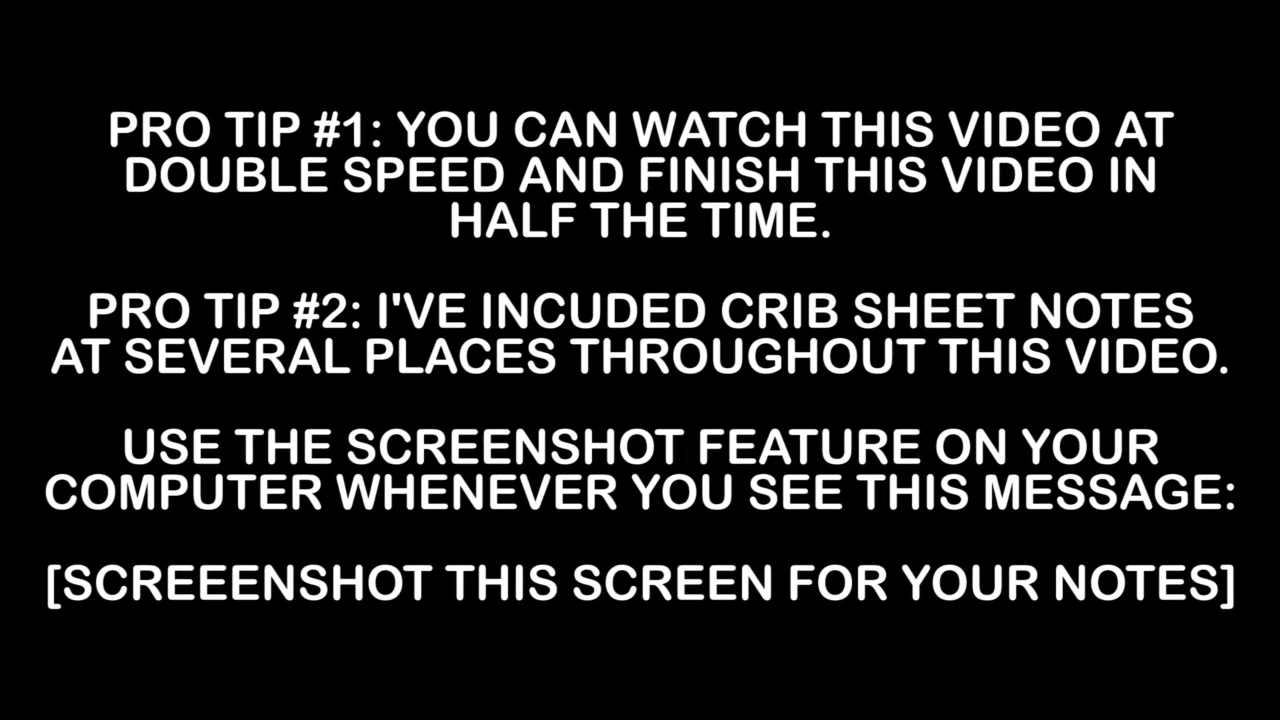 PRO TIP #1: YOU CAN WATCH THIS VIDEO AT
DOUBLE SPEED AND FINISH THIS VIDEO IN
HALF THE TIME.
PRO TIP #2: I'VE INCUDED CRIB SHEET NOTES
AT SEVERAL PLACES THROUGHOUT THIS VIDEO.
USE THE SCREENSHOT FEATURE ON YOUR
COMPUTER WHENEVER YOU SEE THIS MESSAGE:
[SCREEENSHOT THIS SCREEN FOR YOUR NOTES]